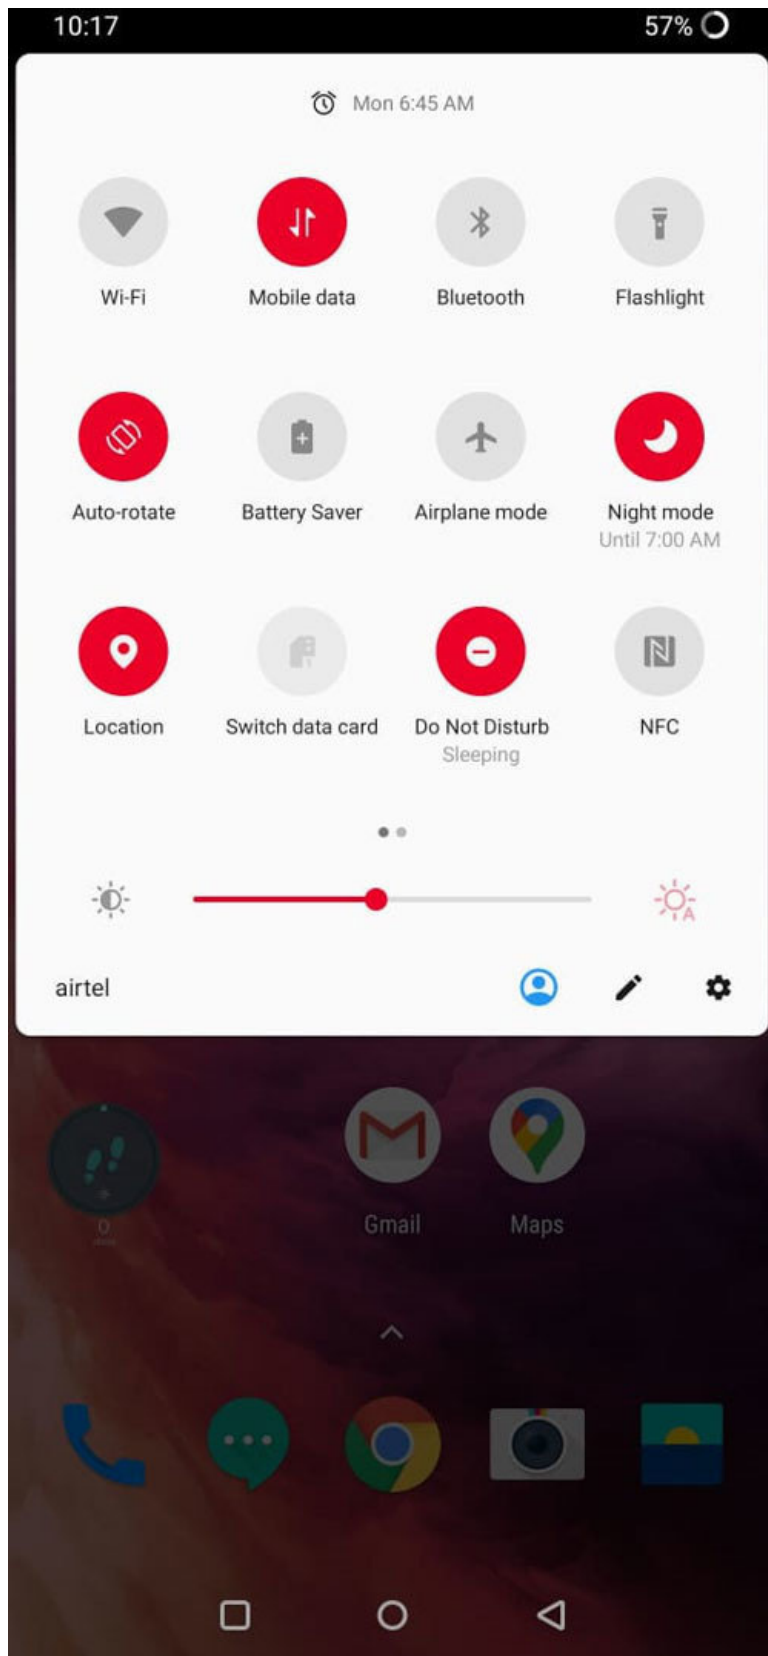 10:17 57%
Mon 6:45 AM
Wi-Fi Mobile data Bluetooth Flashlight
Auto-rotate Battery Saver Airplane mode Night mode
Until 7:00 AM
Location Switch data card Do Not Disturb NFC
Sleeping
A
airtel
0
Gmail Maps